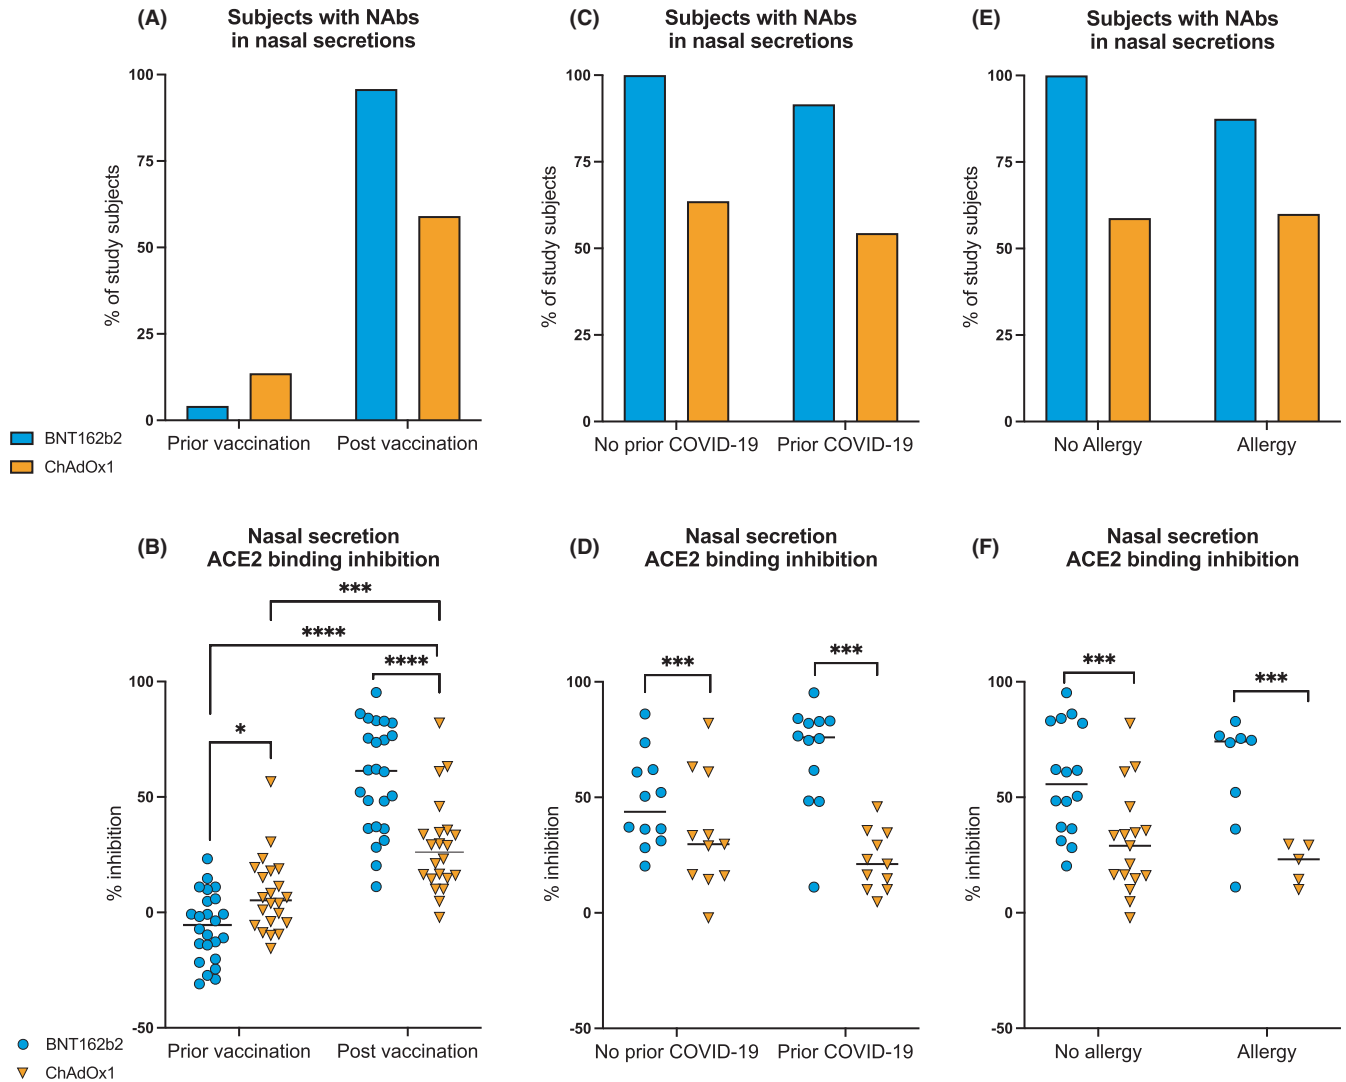 (A)
Subjects with NAbs
in nasal secretions
% of study subjects
100
75
50
25
0
Prior vaccination
Post vaccination
BNT162b2
ChAdOx1
(C)
Subjects with NAbs
in nasal secretions
% of study subjects
100
75
50
25
0
No prior COVID-19
Prior COVID-19
(E)
Subjects with NAbs
in nasal secretions
% of study subjects
100
75
50
25
0
No Allergy
Allergy
(B)
Nasal secretion
ACE2 binding inhibition
***
****
****
*
% inhibition
100
50
0
-50
Prior vaccination
Post vaccination
BNT162b2
ChAdOx1
(D)
Nasal secretion
ACE2 binding inhibition
***
***
% inhibition
100
50
0
-50
No prior COVID-19
Prior COVID-19
(F)
Nasal secretion
ACE2 binding inhibition
***
***
% inhibition
100
50
0
-50
No allergy
Allergy